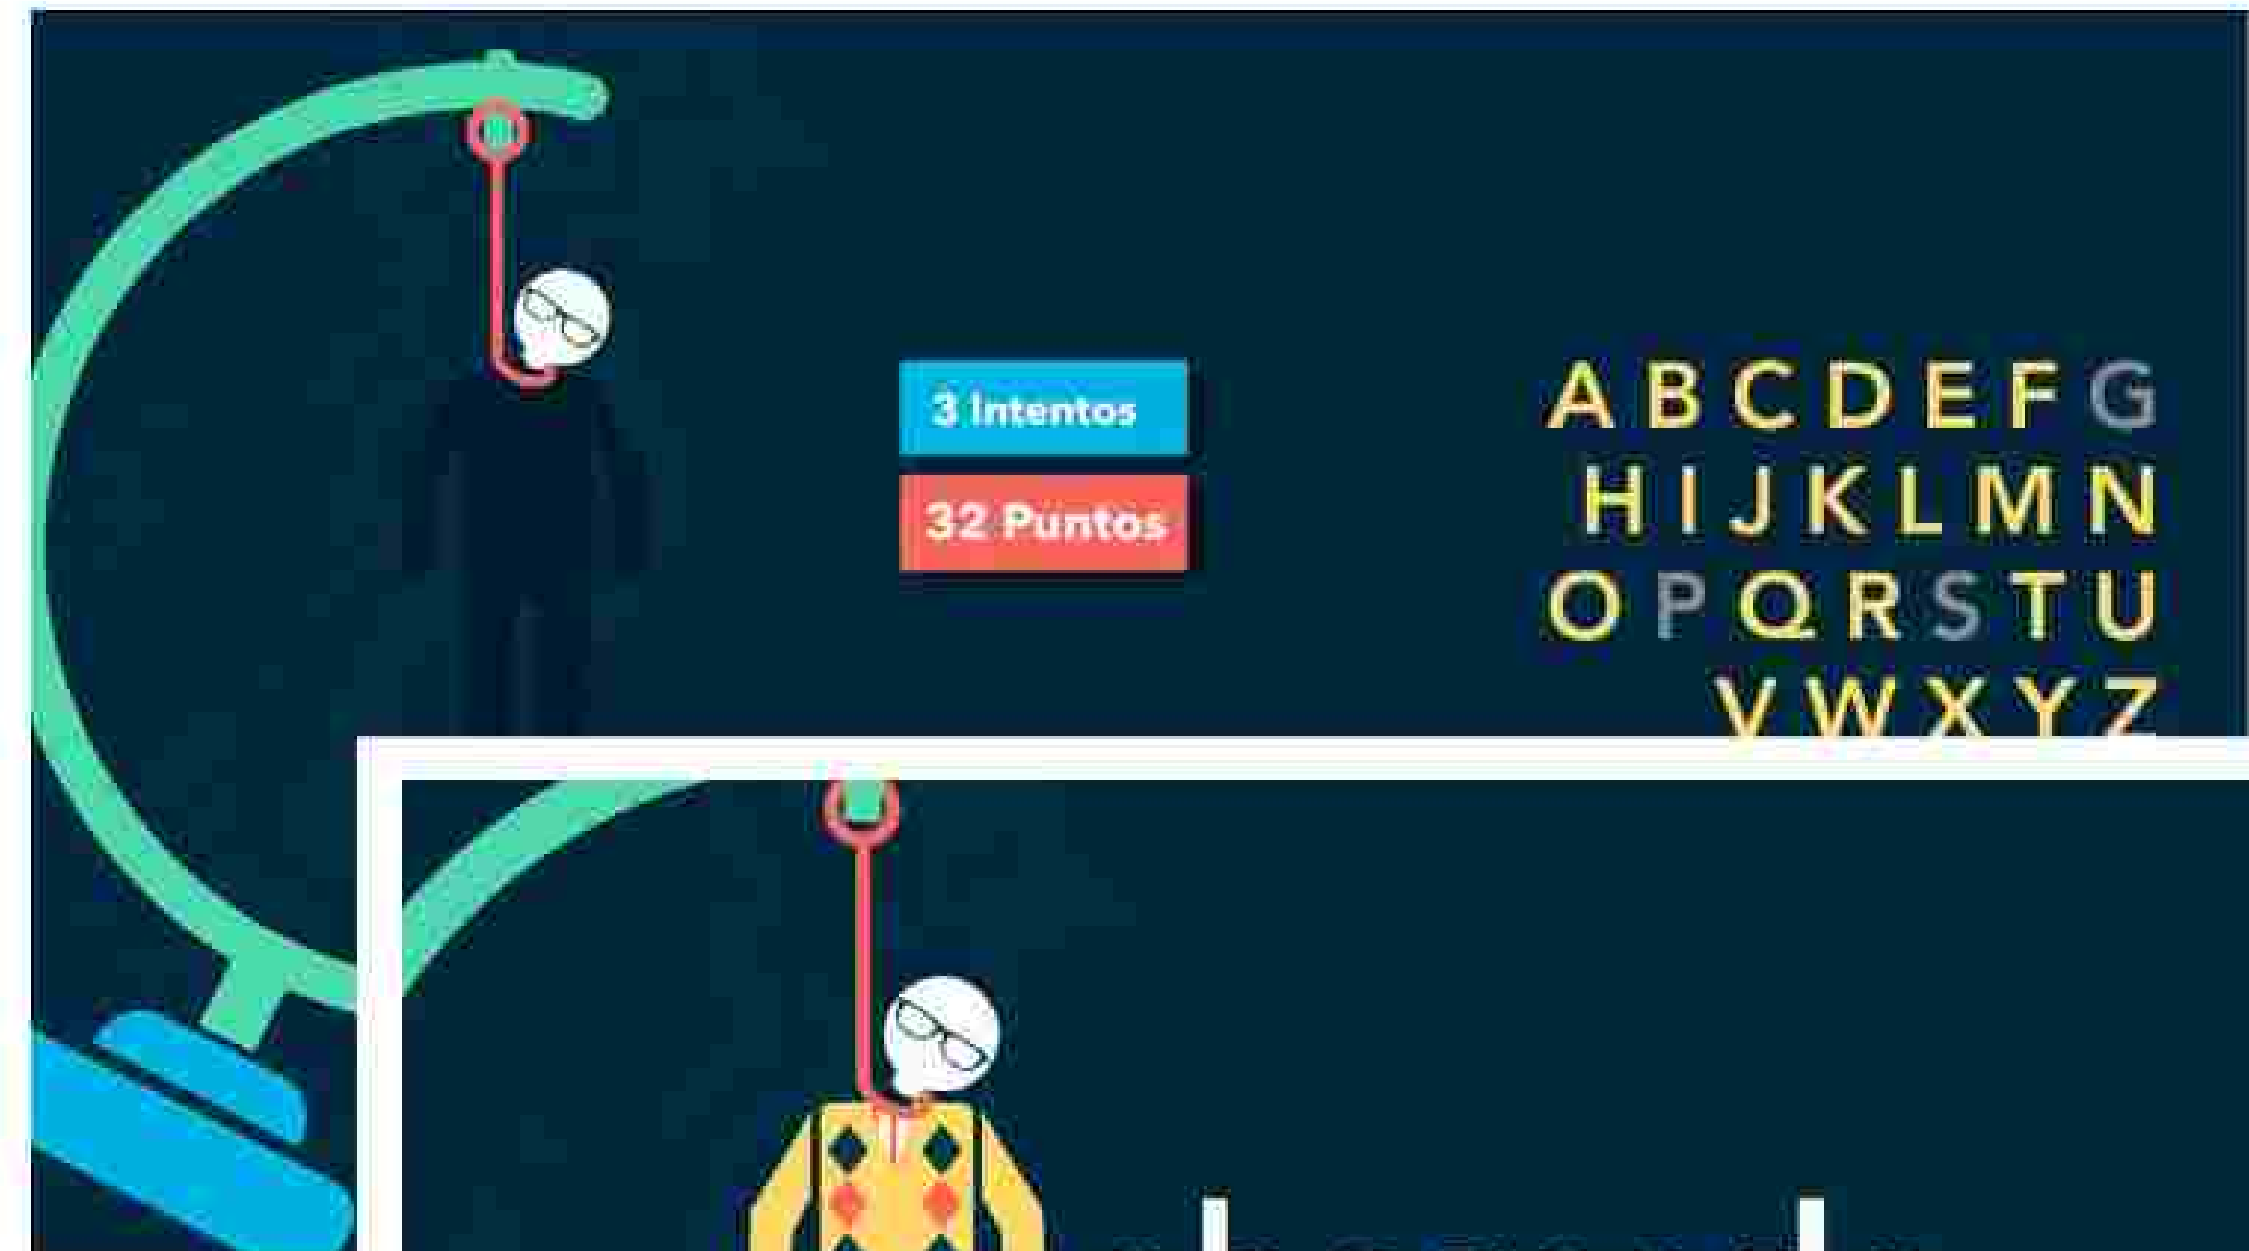 3 Intentos
32 Puntos
A B C D E F G
H I J K L M N
O P Q R S T U
V W X Y Z